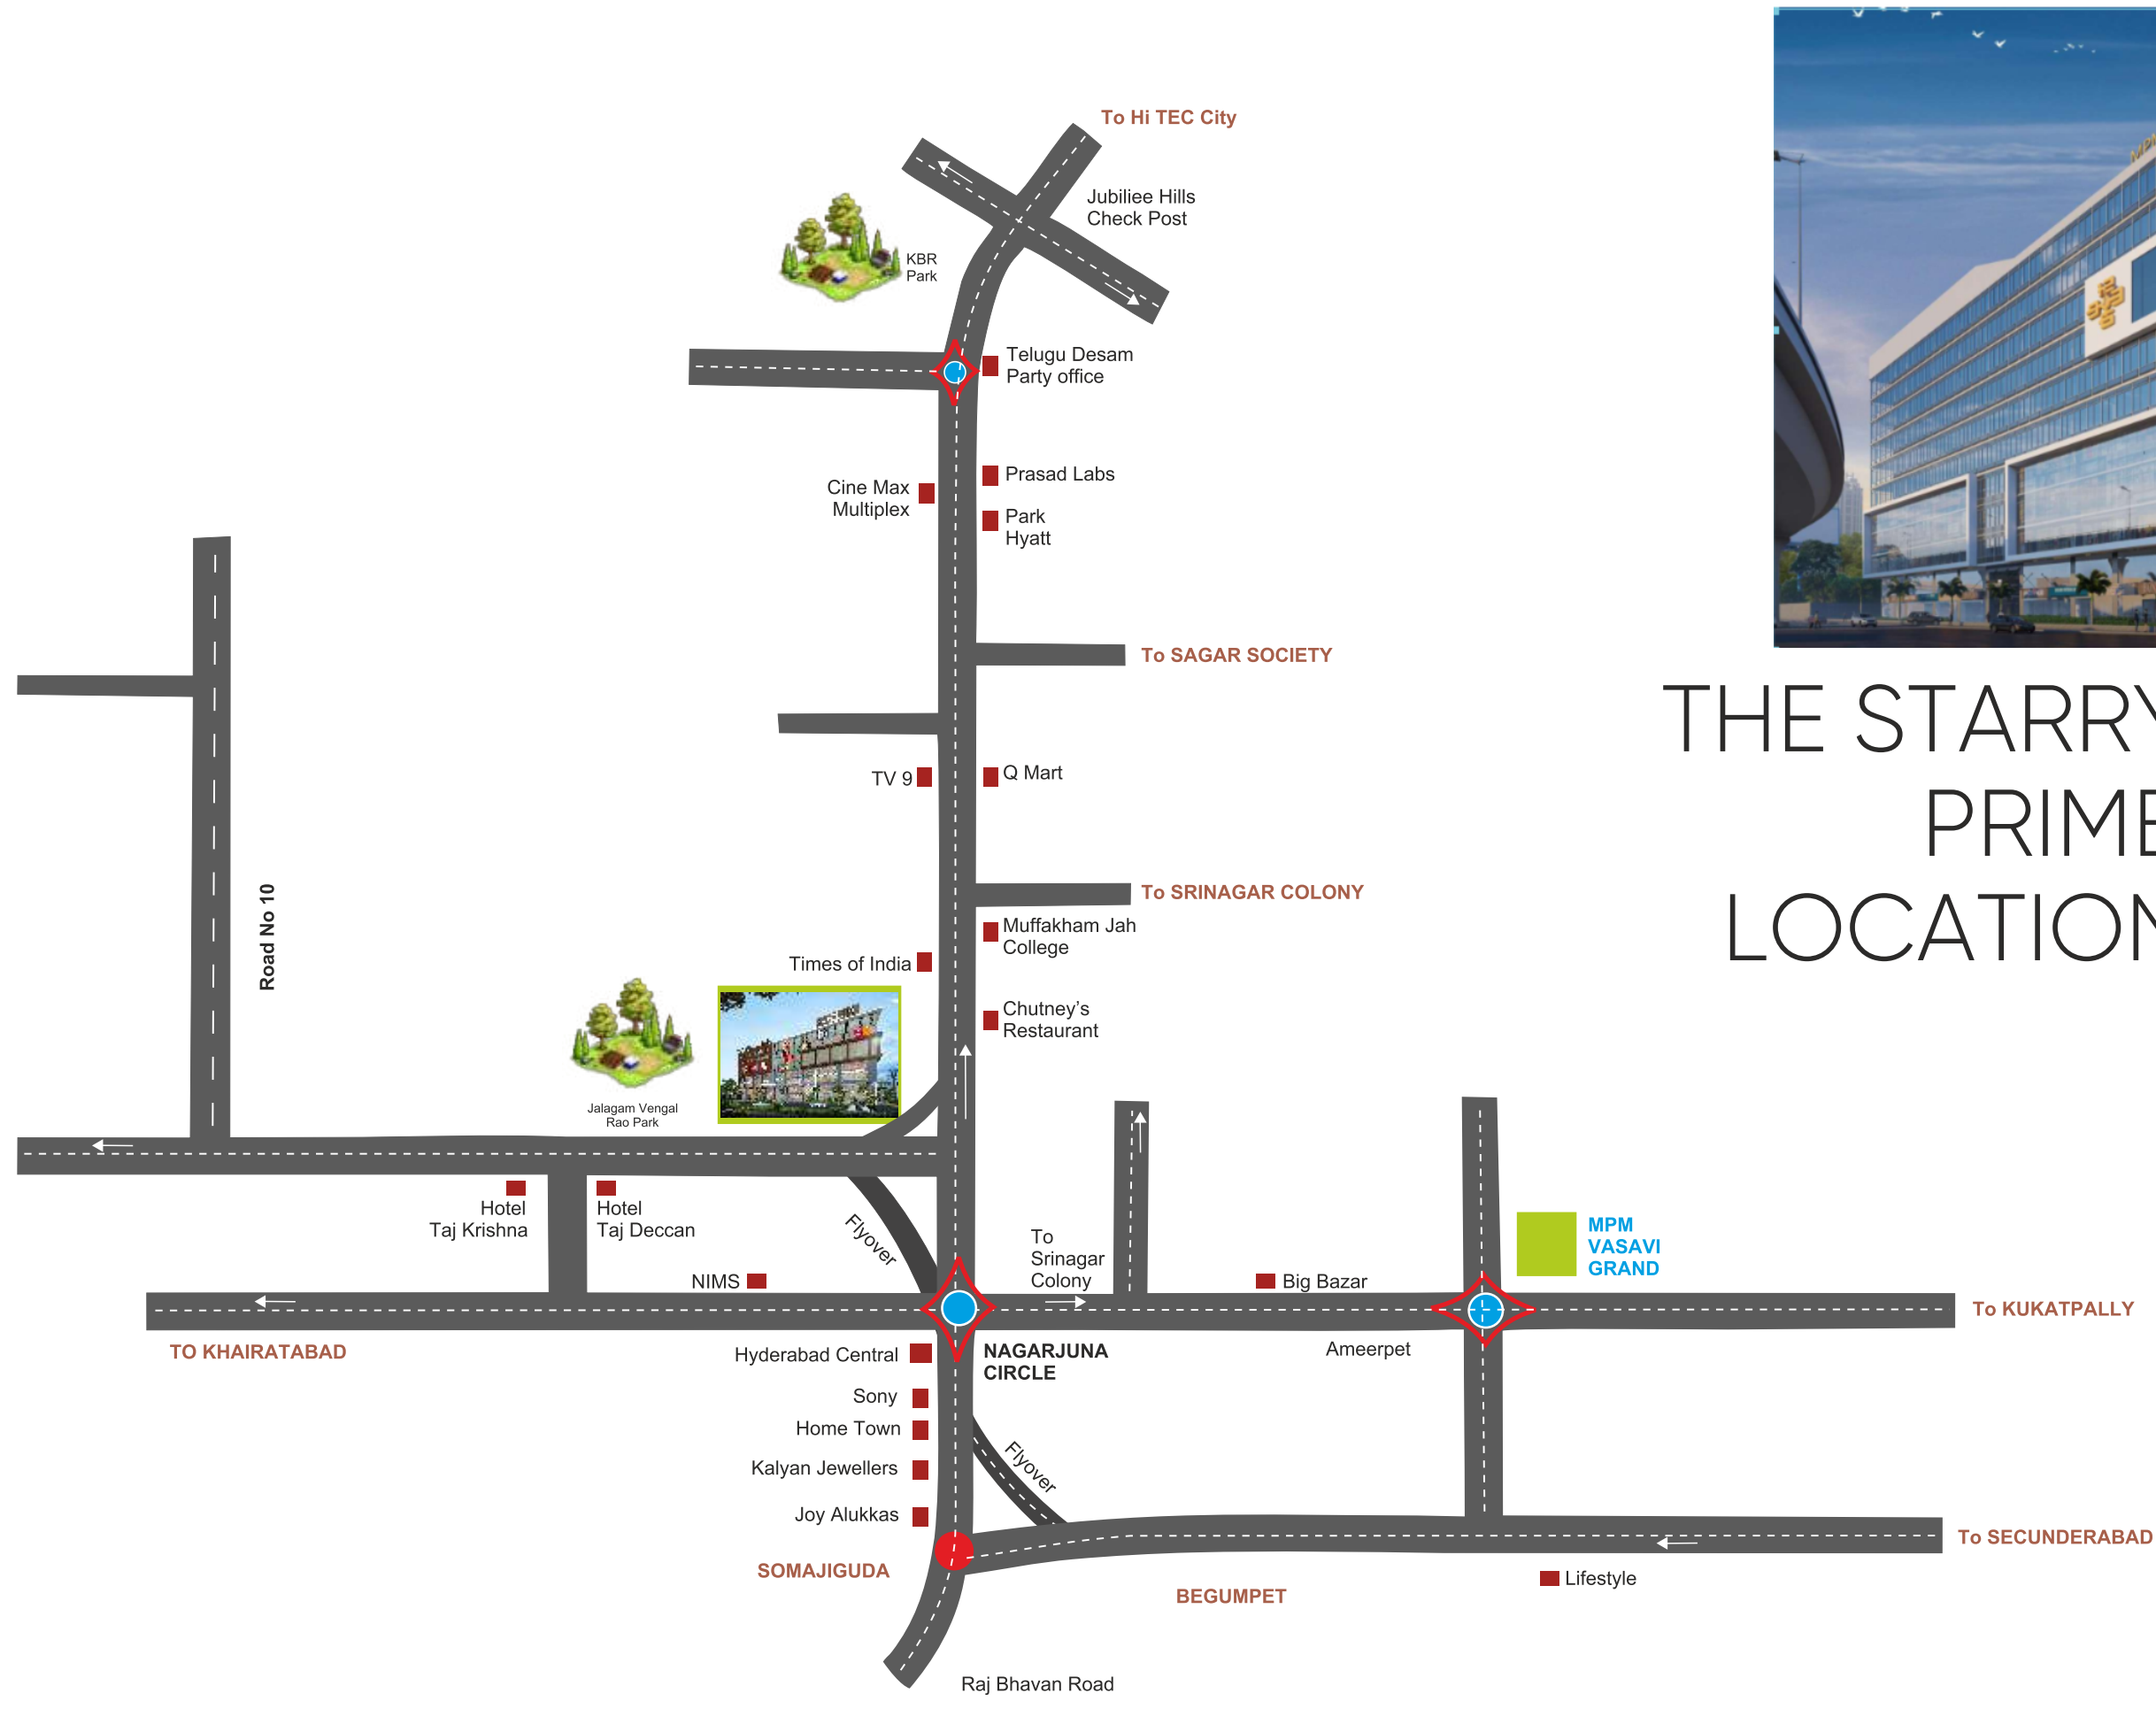 To Hi TEC City
Jubiliee Hills
Check Post
KBR
Park
Telugu Desam
Party office
Prasad Labs
Cine Max
Multiplex
Park
Hyatt
To SAGAR SOCIETY
THE STARRY
PRIME
LOCATION
TV 9
Q Mart
Road No 10
To SRINAGAR COLONY
Muffakham Jah
College
Times of India
Chutney's
Restaurant
Jalagam Vengal
Rao Park
Hotel
Taj Krishna
Hotel
Taj Deccan
Flyover
To
Srinagar
Colony
NIMS
Big Bazar
MPM
VASAVI
GRAND
To KUKATPALLY
TO KHAIRATABAD
Hyderabad Central
NAGARJUNA
CIRCLE
Ameerpet
Sony
Home Town
Kalyan Jewellers
Flyover
Joy Alukkas
To SECUNDERABAD
SOMAJIGUDA
BEGUMPET
Lifestyle
Raj Bhavan Road